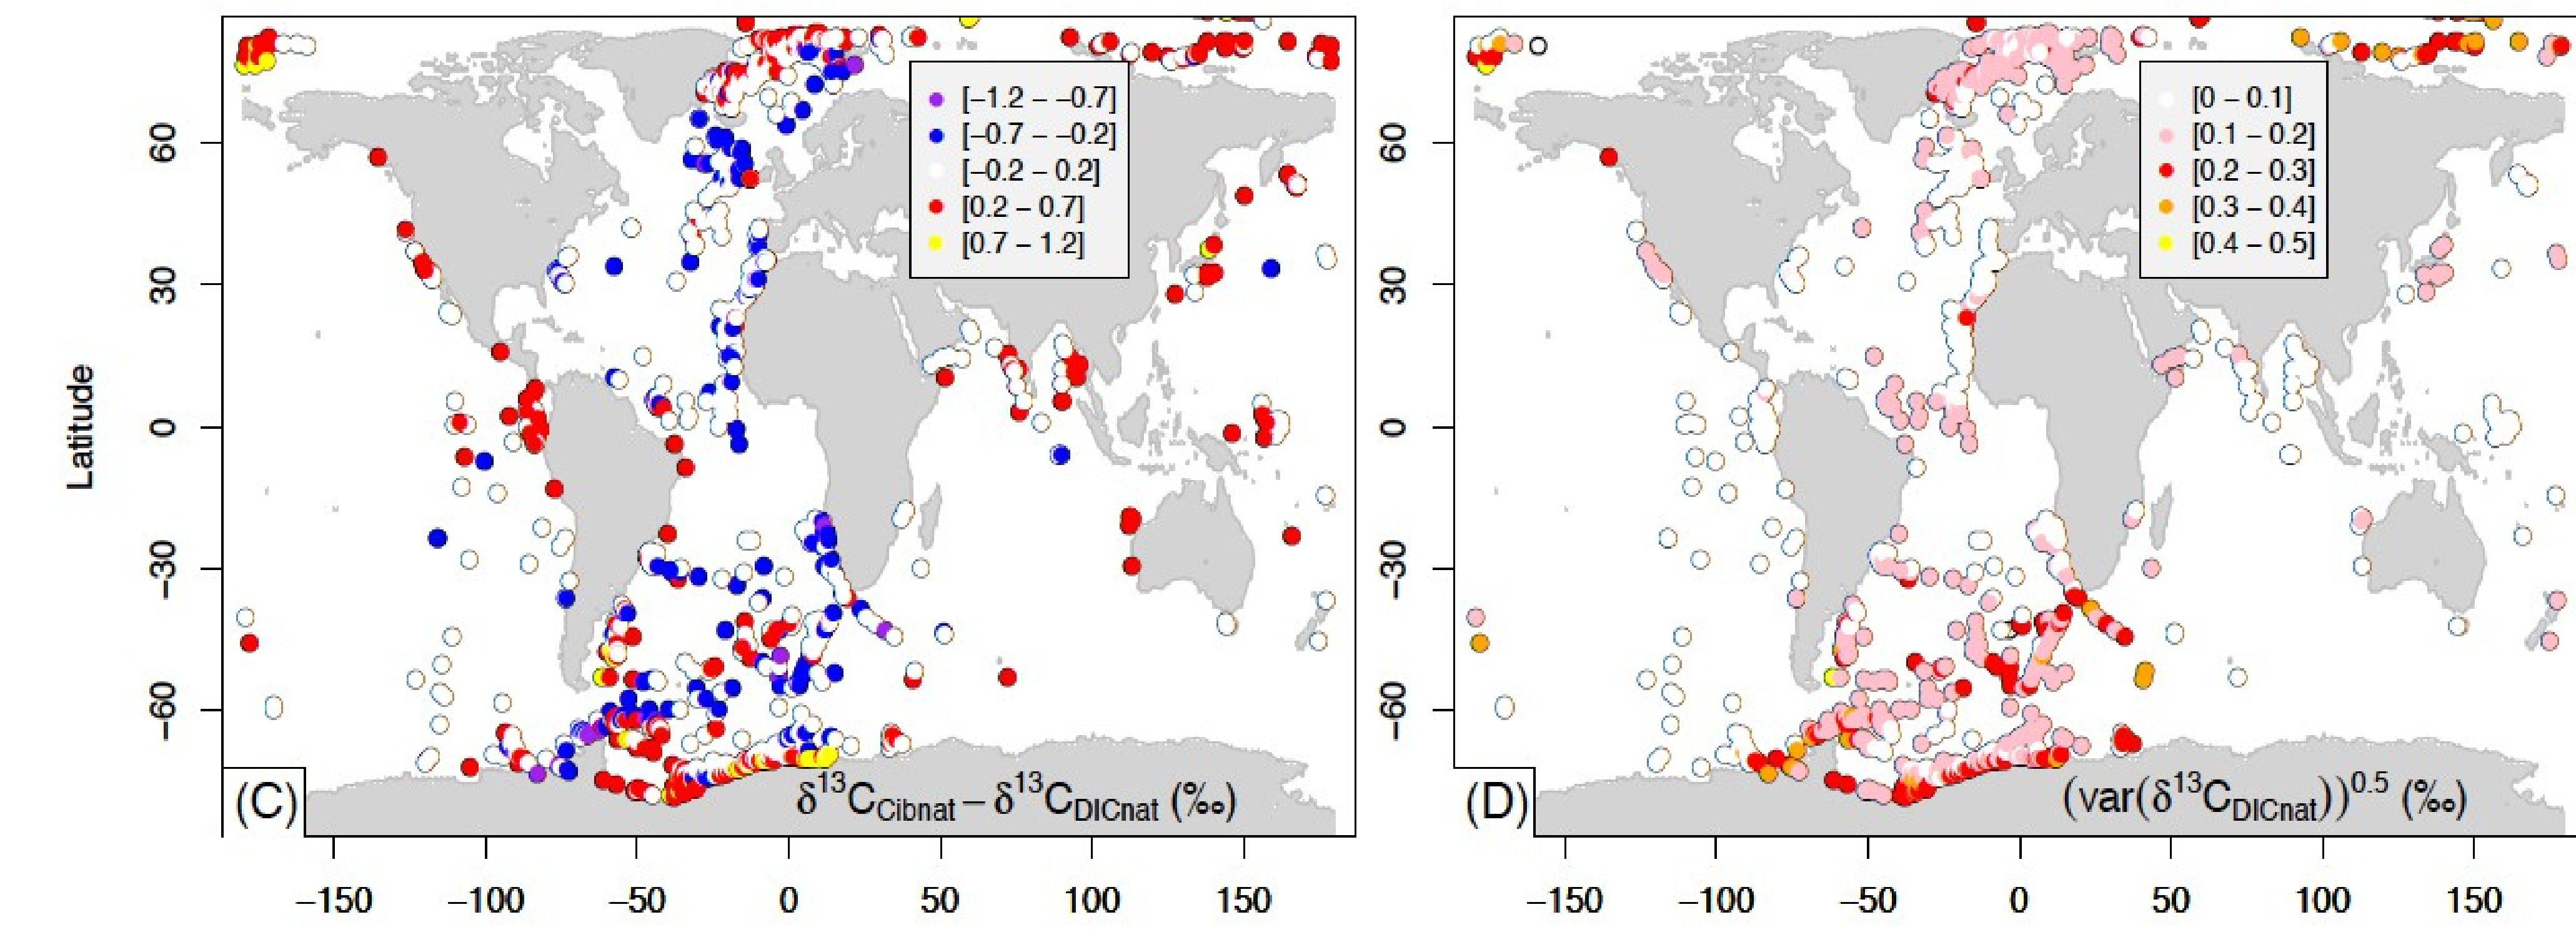 [−1.2 − −0.7]
[−0.7 − −0.2]
[−0.2 − 0.2]
[0.2 − 0.7]
[0.7 − 1.2]
Latitude
60
30
0
−30
−60
(C)
δ¹³C_Cibnat − δ¹³C_DICnat (‰)
−150 −100 −50 0 50 100 150
[0 − 0.1]
[0.1 − 0.2]
[0.2 − 0.3]
[0.3 − 0.4]
[0.4 − 0.5]
60
30
0
−30
−60
(D)
(var(δ¹³C_DICnat))^0.5 (‰)
−150 −100 −50 0 50 100 150